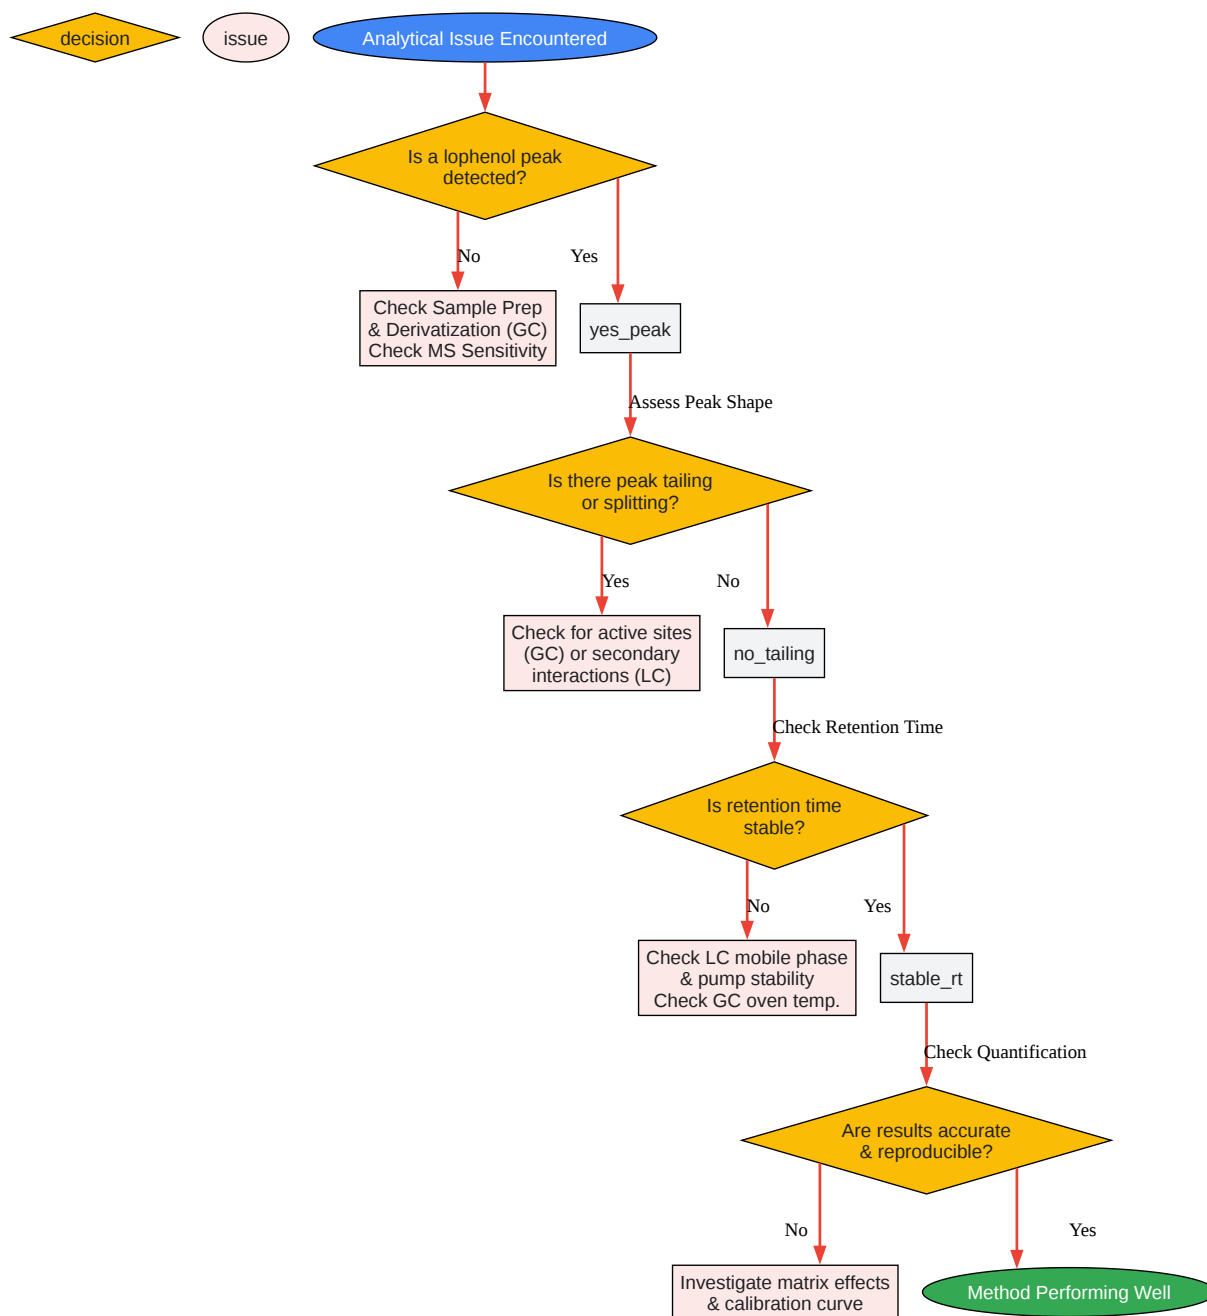 decision
issue
Analytical Issue Encountered
Is a lophenol peak
detected?
No
Yes
Check Sample Prep
& Derivatization (GC)
Check MS Sensitivity
yes_peak
Assess Peak Shape
Is there peak tailing
or splitting?
Yes
No
Check for active sites
(GC) or secondary
interactions (LC)
no_tailing
Check Retention Time
Is retention time
stable?
No
Yes
Check LC mobile phase
& pump stability
Check GC oven temp.
stable_rt
Check Quantification
Are results accurate
& reproducible?
No
Yes
Investigate matrix effects
& calibration curve
Method Performing Well